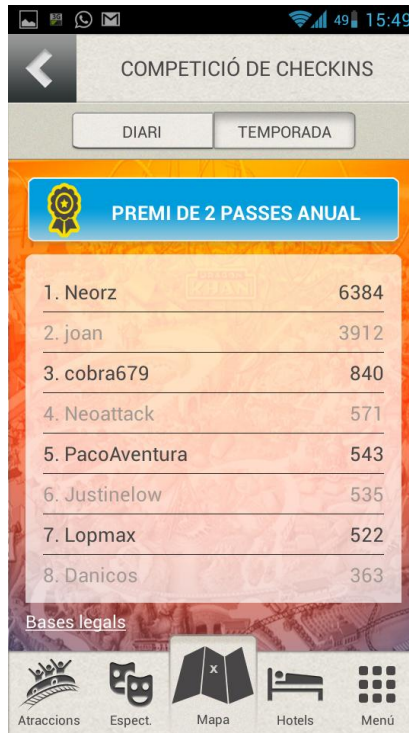 49 15:49
COMPETICIÓ DE CHECKINS
DIARI TEMPORADA
PREMI DE 2 PASSES ANUAL
1. Neorz 6384
2. joan 3912
3. cobra679 840
4. Neoattack 571
5. PacoAventura 543
6. Justinelow 535
7. Lopmax 522
8. Danicos 363
Bases legals
x
Atraccions Espect. Mapa Hotels Menú